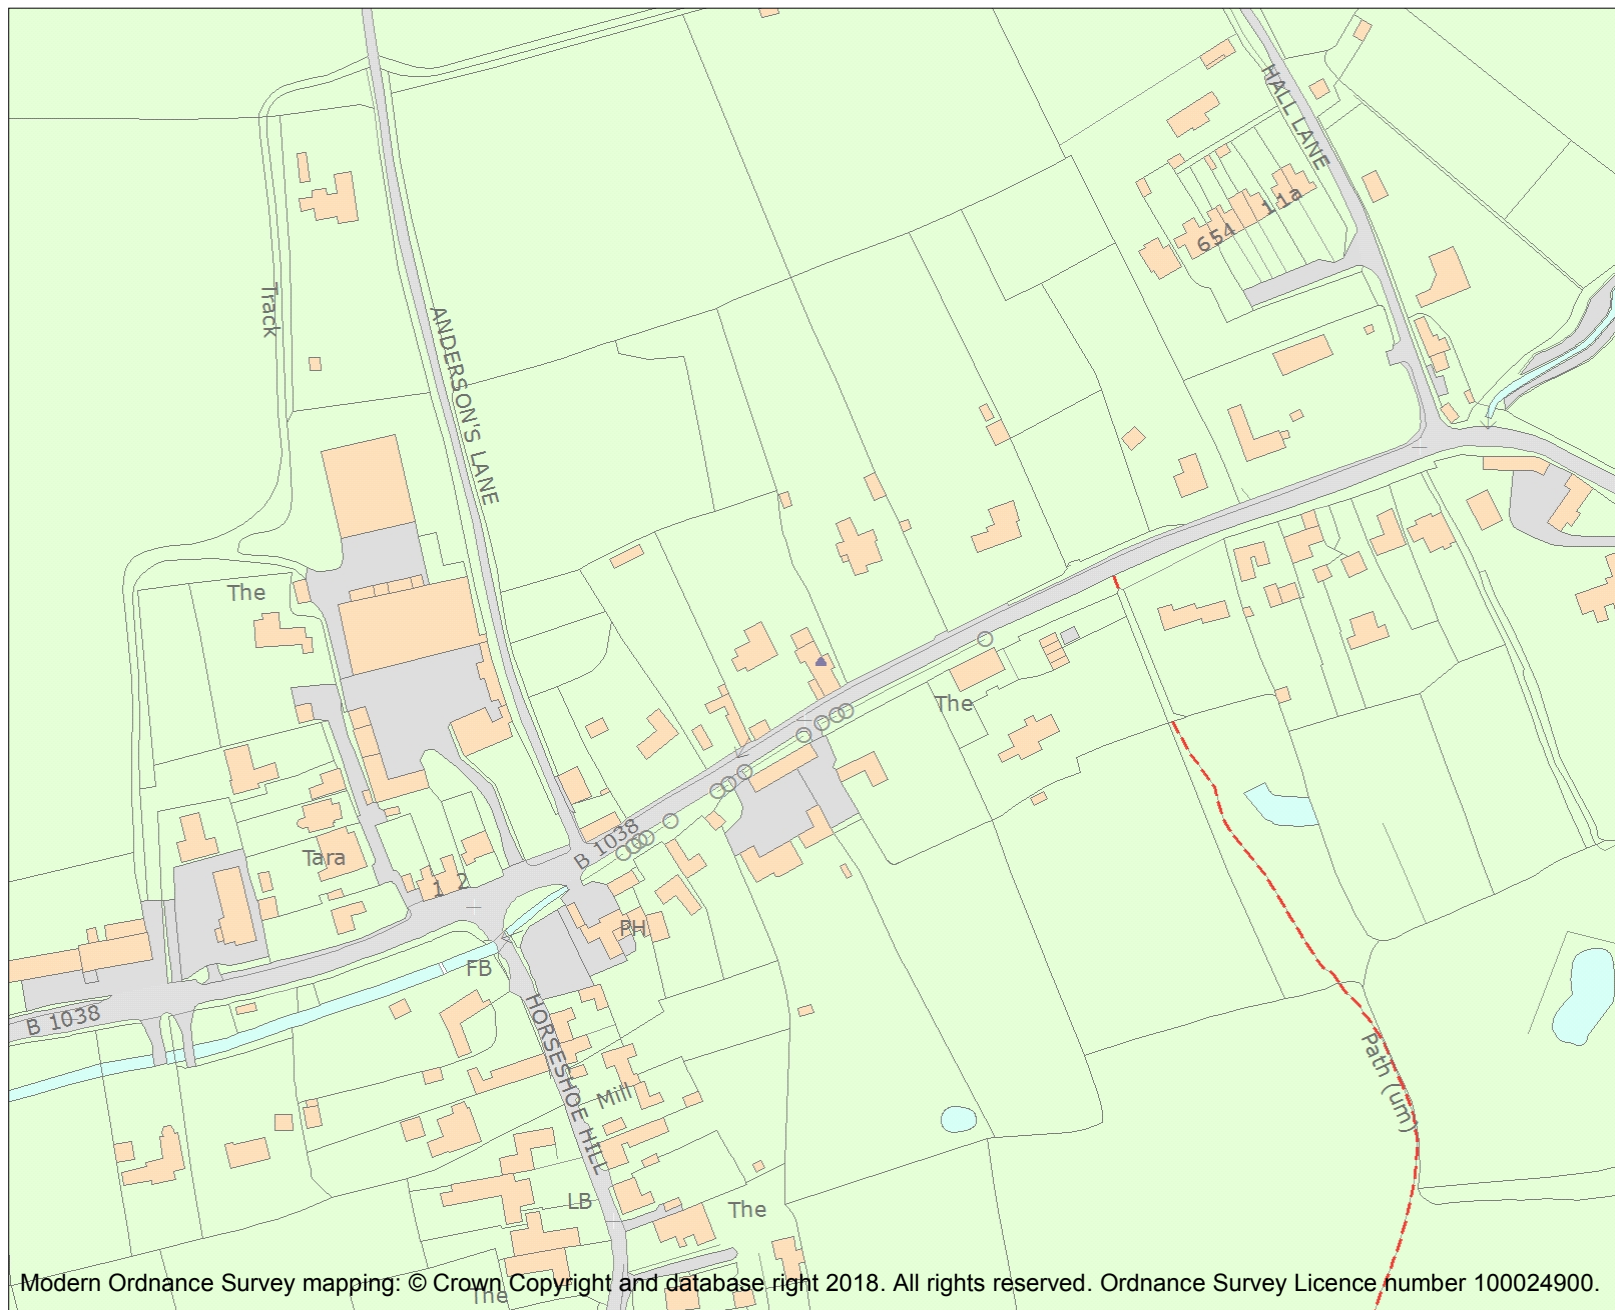 HALL LANE
11a
654
Track
ANDERSON'S LANE
The
The
Tara
B 1038
1 2
PH
FB
B 1038
HORSESHOE HILL
Path (um)
Mill
LB
The
The
Modern Ordnance Survey mapping: © Crown Copyright and database right 2018. All rights reserved. Ordnance Survey Licence number 100024900.